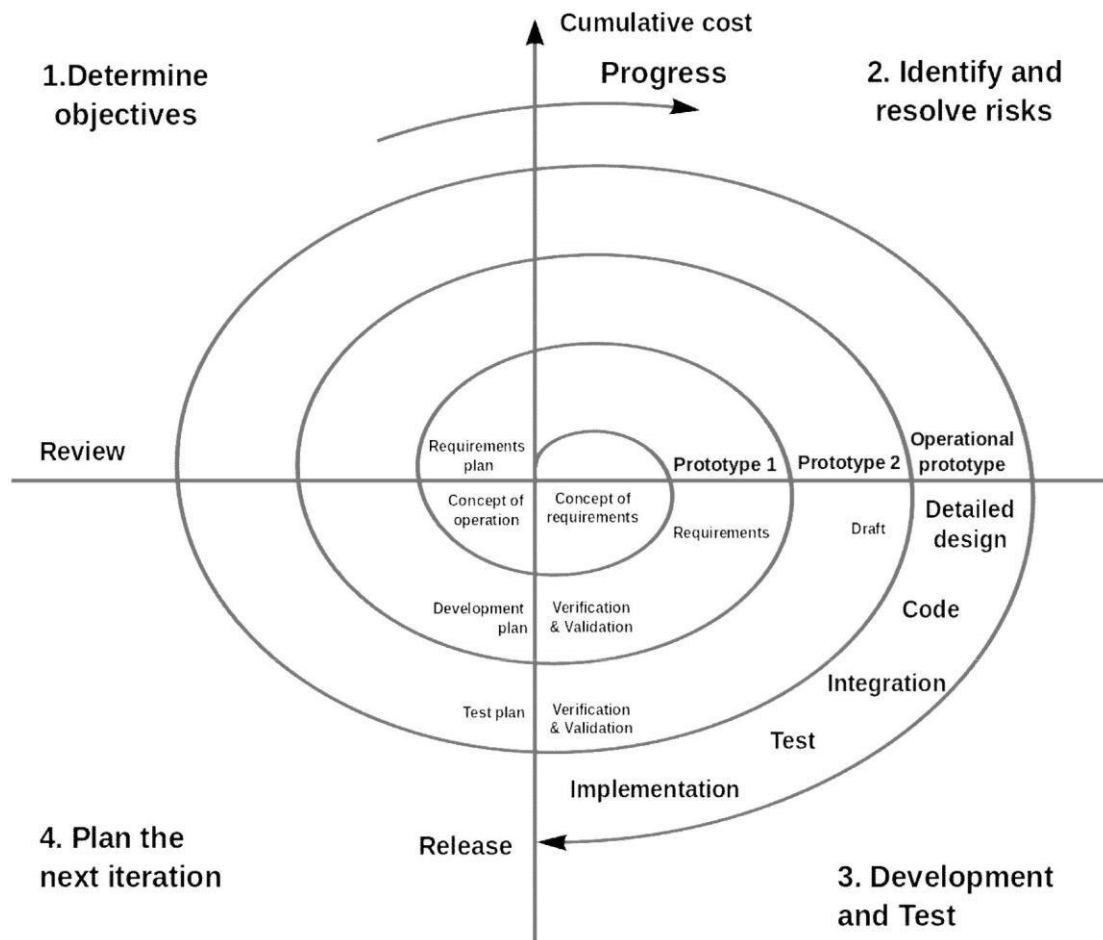 Cumulative cost
Progress
1.Determine
objectives
2. Identify and
resolve risks
Review
Requirements
plan
Prototype 1
Prototype 2
Operational
prototype
Concept of
operation
Concept of
requirements
Requirements
Draft
Detailed
design
Development
plan
Verification
& Validation
Code
Integration
Test plan
Verification
& Validation
Test
Implementation
Release
4. Plan the
next iteration
3. Development
and Test